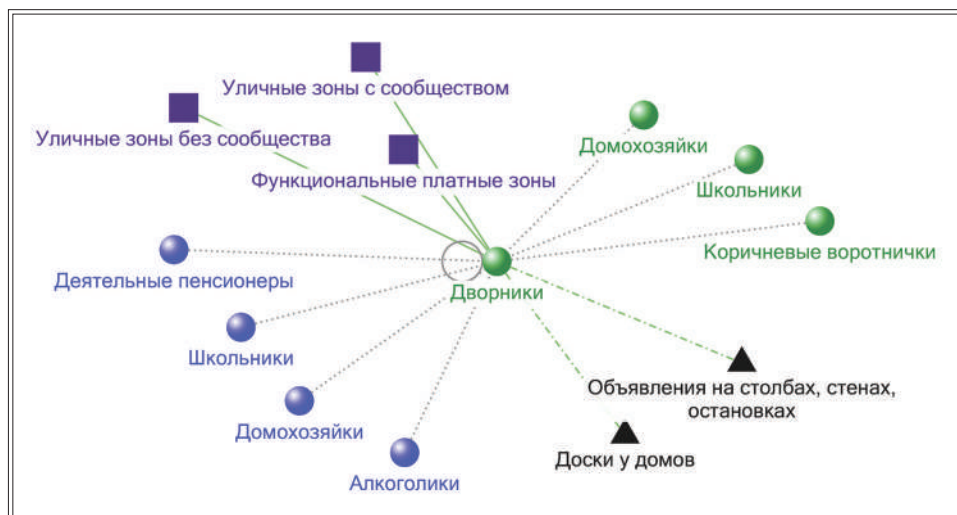 Уличные зоны с сообществом
Уличные зоны без сообщества
Функциональные платные зоны
Домохозяйки
Школьники
Коричневые воротнички
Деятельные пенсионеры
Дворники
Школьники
Объявления на столбах, стенах,
остановках
Домохозяйки
Доски у домов
Алкоголики